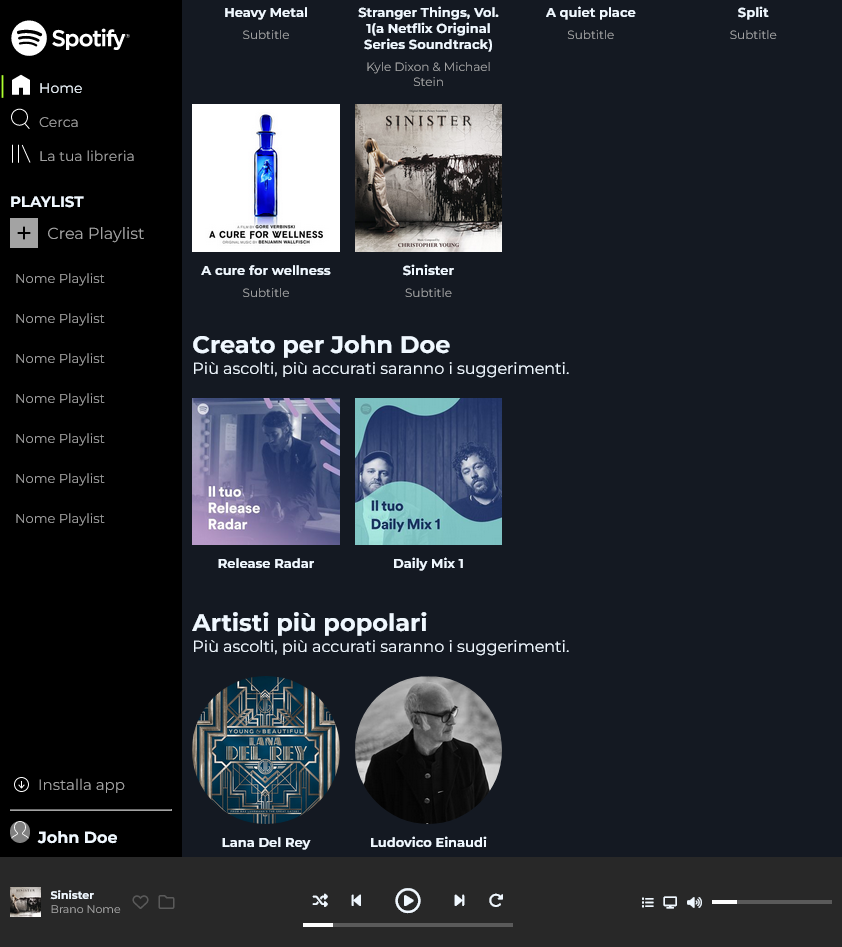 Spotify
Home
Cerca
La tua libreria
PLAYLIST
Crea Playlist
Nome Playlist
Nome Playlist
Nome Playlist
Nome Playlist
Nome Playlist
Nome Playlist
Nome Playlist
Installa app
John Doe
Heavy Metal
Subtitle
Stranger Things, Vol.
1(a Netflix Original
Series Soundtrack)
Kyle Dixon & Michael
Stein
A quiet place
Subtitle
Split
Subtitle
A FILM BY GORE VERBINSKI
A CURE FOR WELLNESS
ORIGINAL MUSIC BY BENJAMIN WALLFISCH
A cure for wellness
Subtitle
SINISTER
CHRISTOPHER YOUNG
Sinister
Subtitle
Creato per John Doe
Più ascolti, più accurati saranno i suggerimenti.
Il tuo
Release
Radar
Release Radar
Il tuo
Daily Mix 1
Daily Mix 1
Artisti più popolari
Più ascolti, più accurati saranno i suggerimenti.
YOUNG & BEAUTIFUL
LANA
DEL REY
Lana Del Rey
Ludovico Einaudi
Sinister
Brano Nome